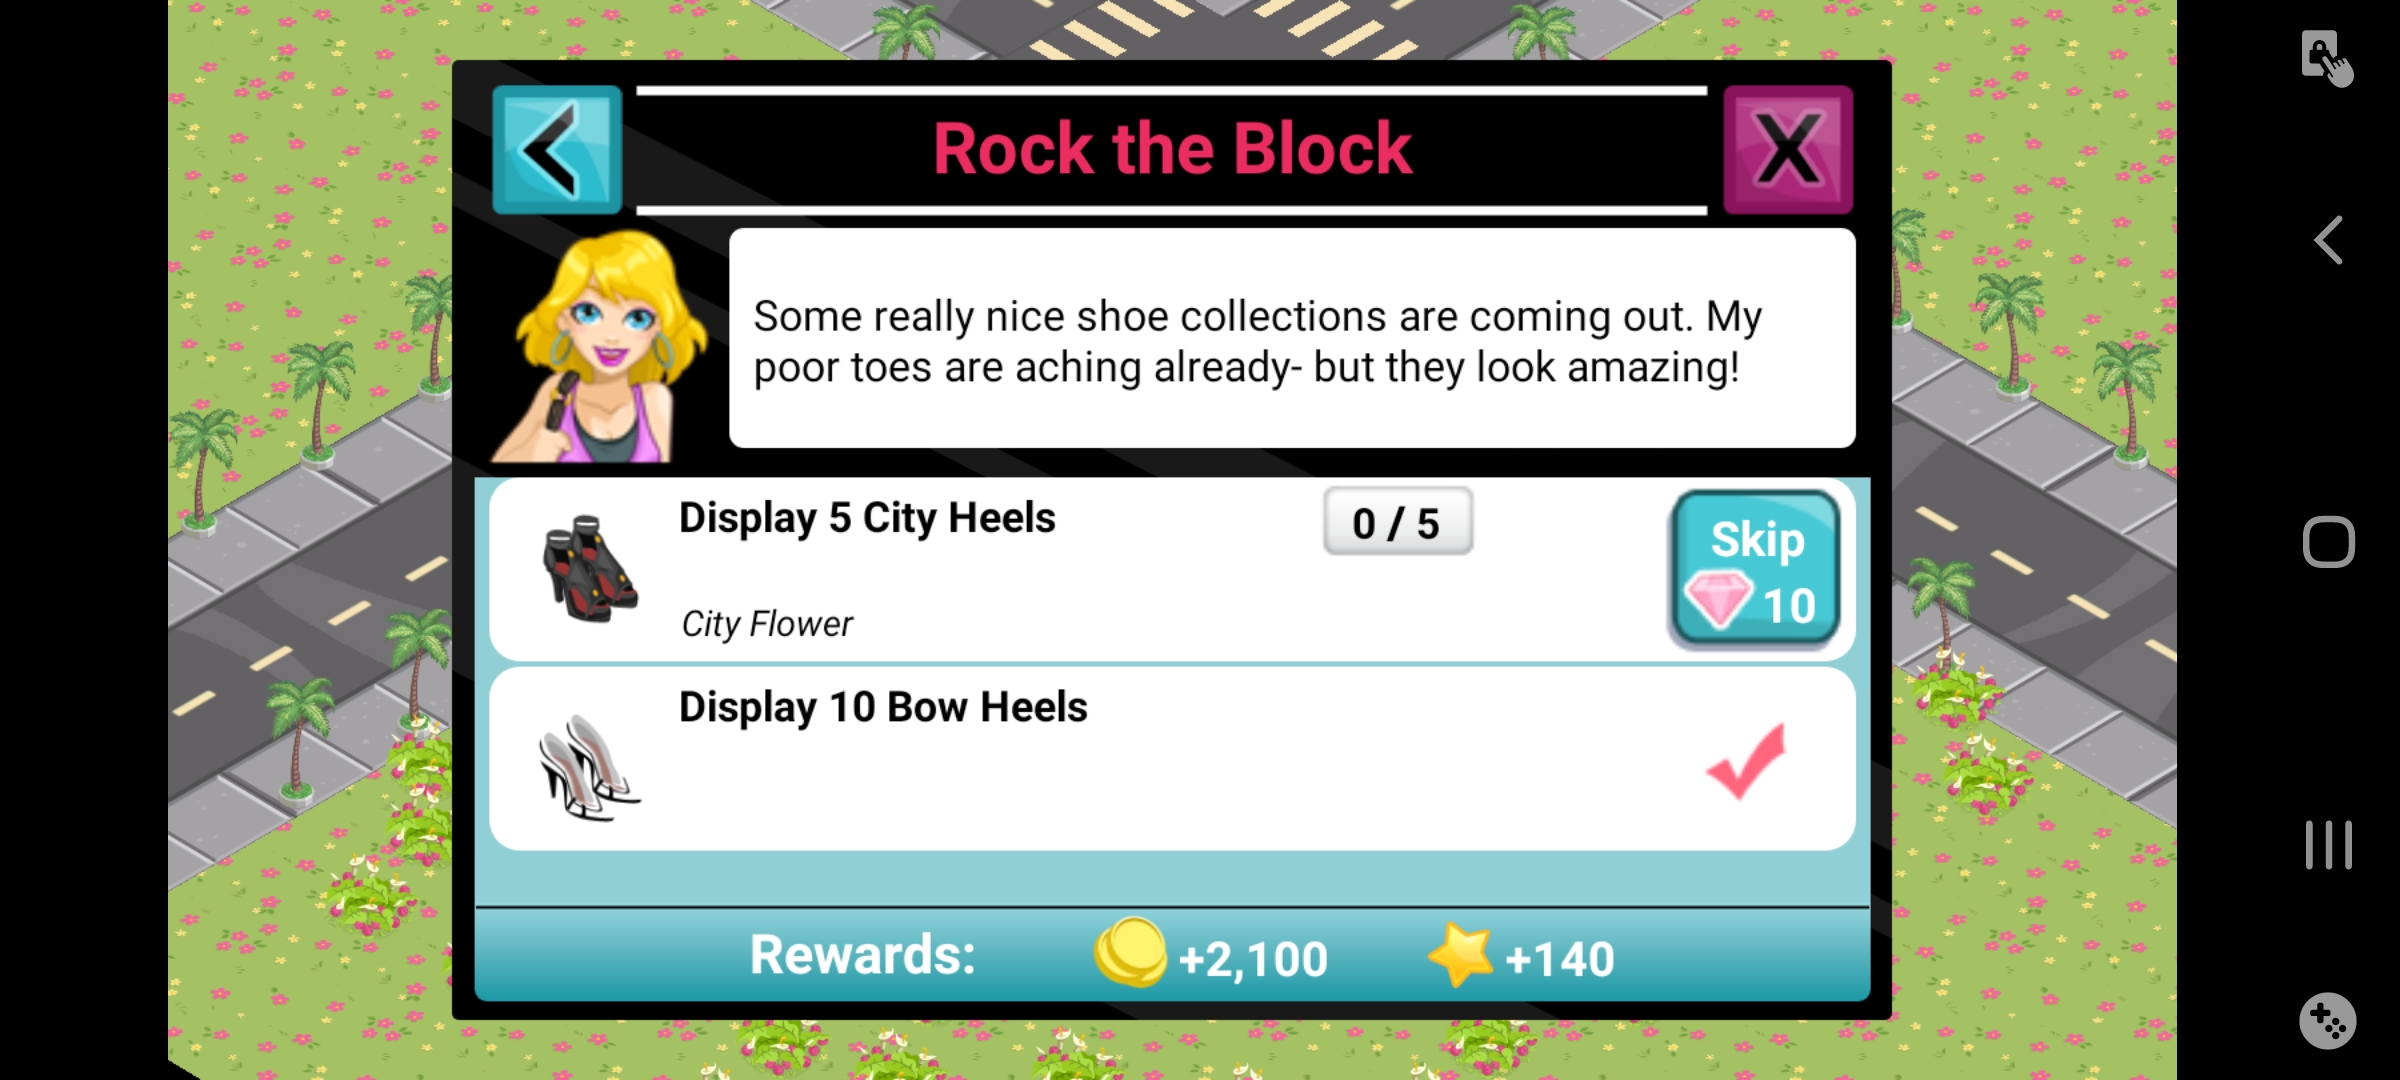 Rock the Block
X
Some really nice shoe collections are coming out. My
poor toes are aching already- but they look amazing!
Display 5 City Heels
0 / 5
Skip
10
City Flower
Display 10 Bow Heels
Rewards: +2,100 +140